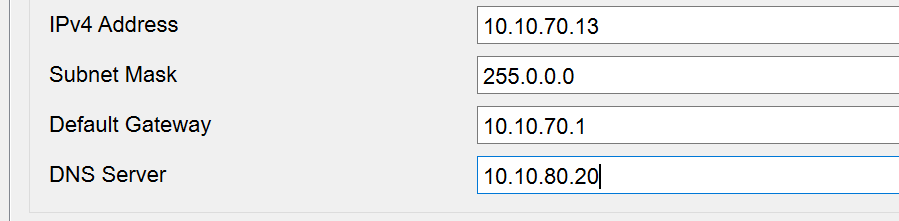 IPv4 Address 10.10.70.13
Subnet Mask 255.0.0.0
Default Gateway 10.10.70.1
DNS Server 10.10.80.20